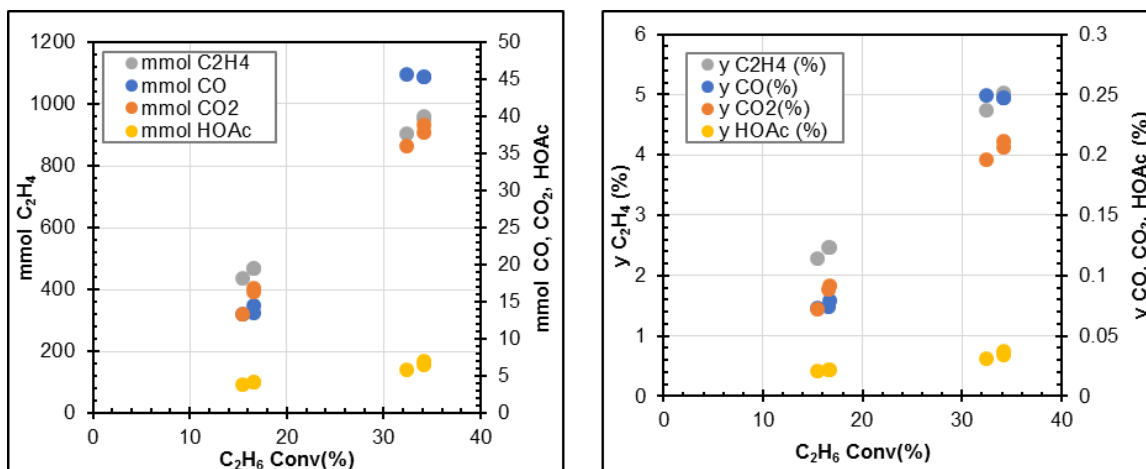 1200
1000
800
600
400
200
0
mmol C₂H₄
mmol C2H4
mmol CO
mmol CO2
mmol HOAc
50
45
40
35
30
25
20
15
10
5
0
mmol CO, CO₂, HOAc
0 10 20 30 40
C₂H₆ Conv(%)
6
5
4
3
2
1
0
y C₂H₄ (%)
y C2H4 (%)
y CO(%)
y CO2(%)
y HOAc (%)
0.3
0.25
0.2
0.15
0.1
0.05
0
y CO, CO₂, HOAc (%)
0 10 20 30 40
C₂H₆ Conv(%)